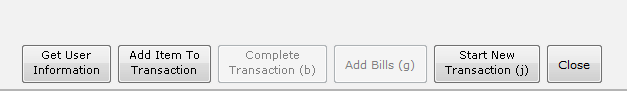 Get User
Information
Add Item To
Transaction
Complete
Transaction (b)
Add Bills (g)
Start New
Transaction (j)
Close